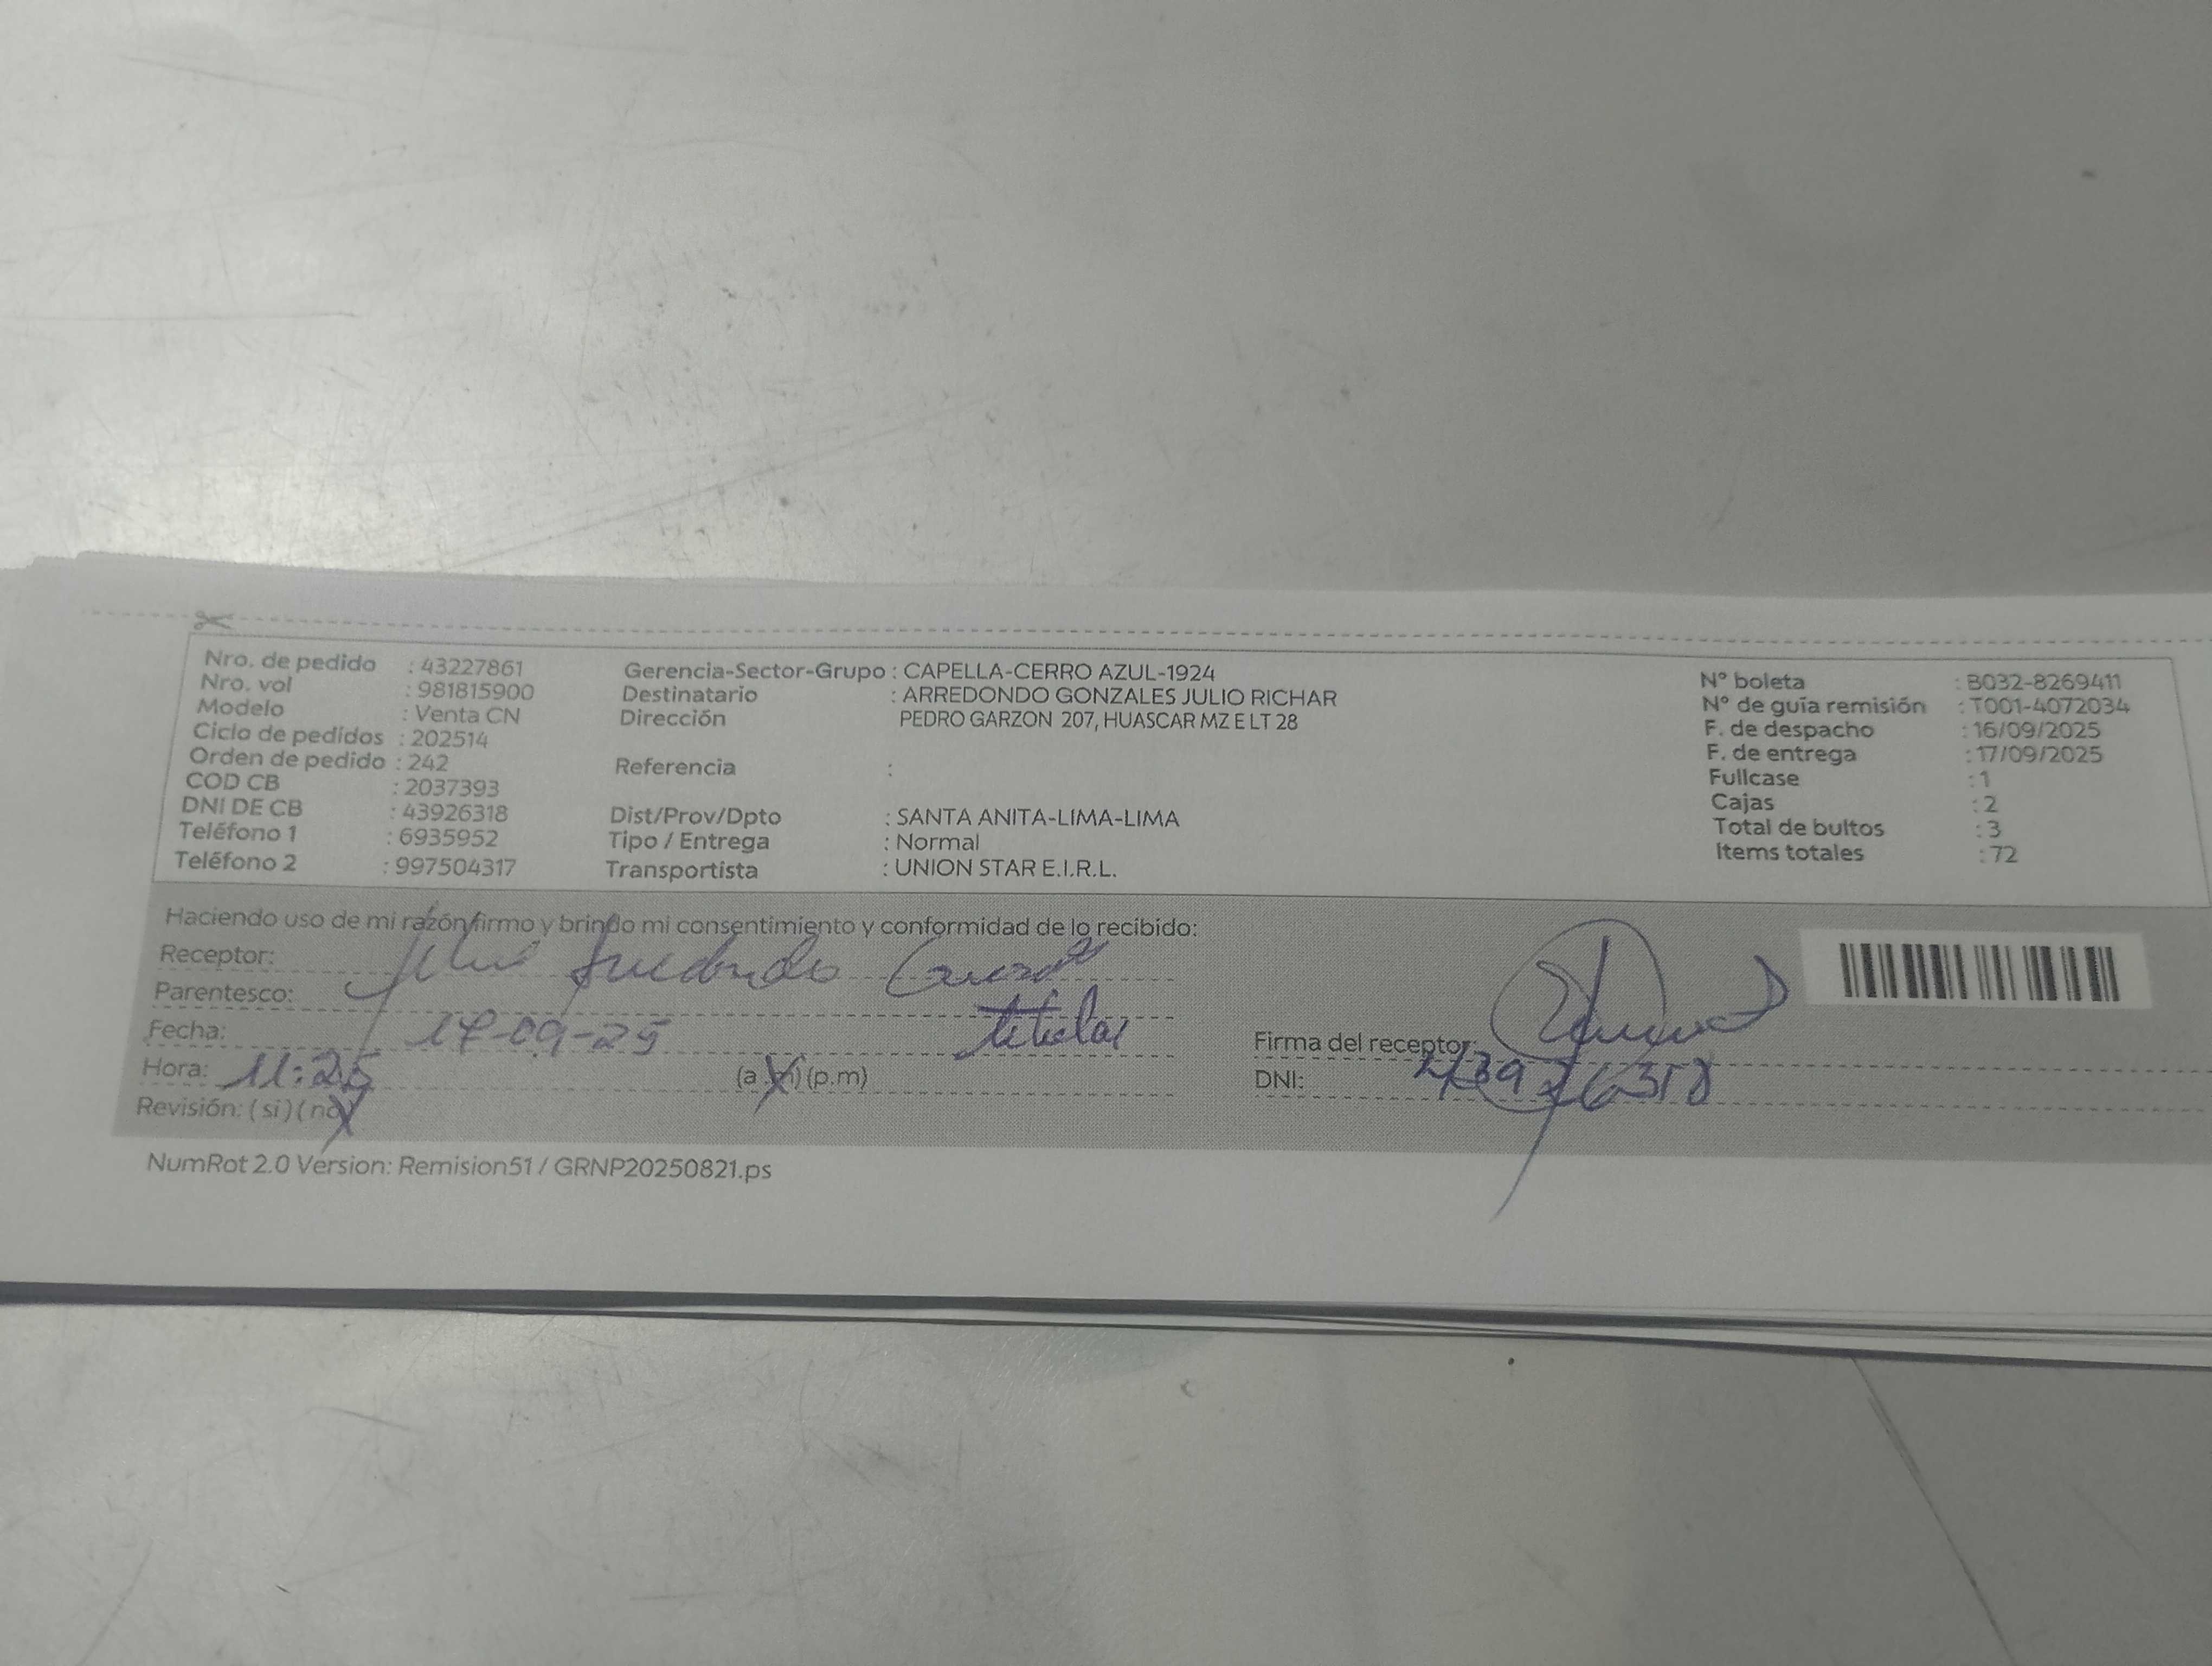 Nro. de pedido : 43227861
Nro. vol : 981815900
Modelo : Venta CN
Ciclo de pedidos : 202514
Orden de pedido : 242
COD CB : 2037393
DNI DE CB : 43926318
Teléfono 1 : 6935952
Teléfono 2 : 997504317
Gerencia-Sector-Grupo : CAPELLA-CERRO AZUL-1924
Destinatario : ARREDONDO GONZALES JULIO RICHAR
Dirección PEDRO GARZON 207, HUASCAR MZ E LT 28
Referencia :
Dist/Prov/Dpto : SANTA ANITA-LIMA-LIMA
Tipo / Entrega : Normal
Transportista : UNION STAR E.I.R.L.
N° boleta : B032-8269411
N° de guía remisión : T001-4072034
F. de despacho : 16/09/2025
F. de entrega : 17/09/2025
Fullcase : 1
Cajas : 2
Total de bultos : 3
Items totales : 72
Haciendo uso de mi razón firmo y brindo mi consentimiento y conformidad de lo recibido:
Receptor:
Parentesco: titular
Fecha: 17-09-25
Hora: 11:25 (a.m) (p.m)
Revisión: (si) (no)
Firma del receptor:
DNI: 43926318
NumRot 2.0 Version: Remision51 / GRNP20250821.ps